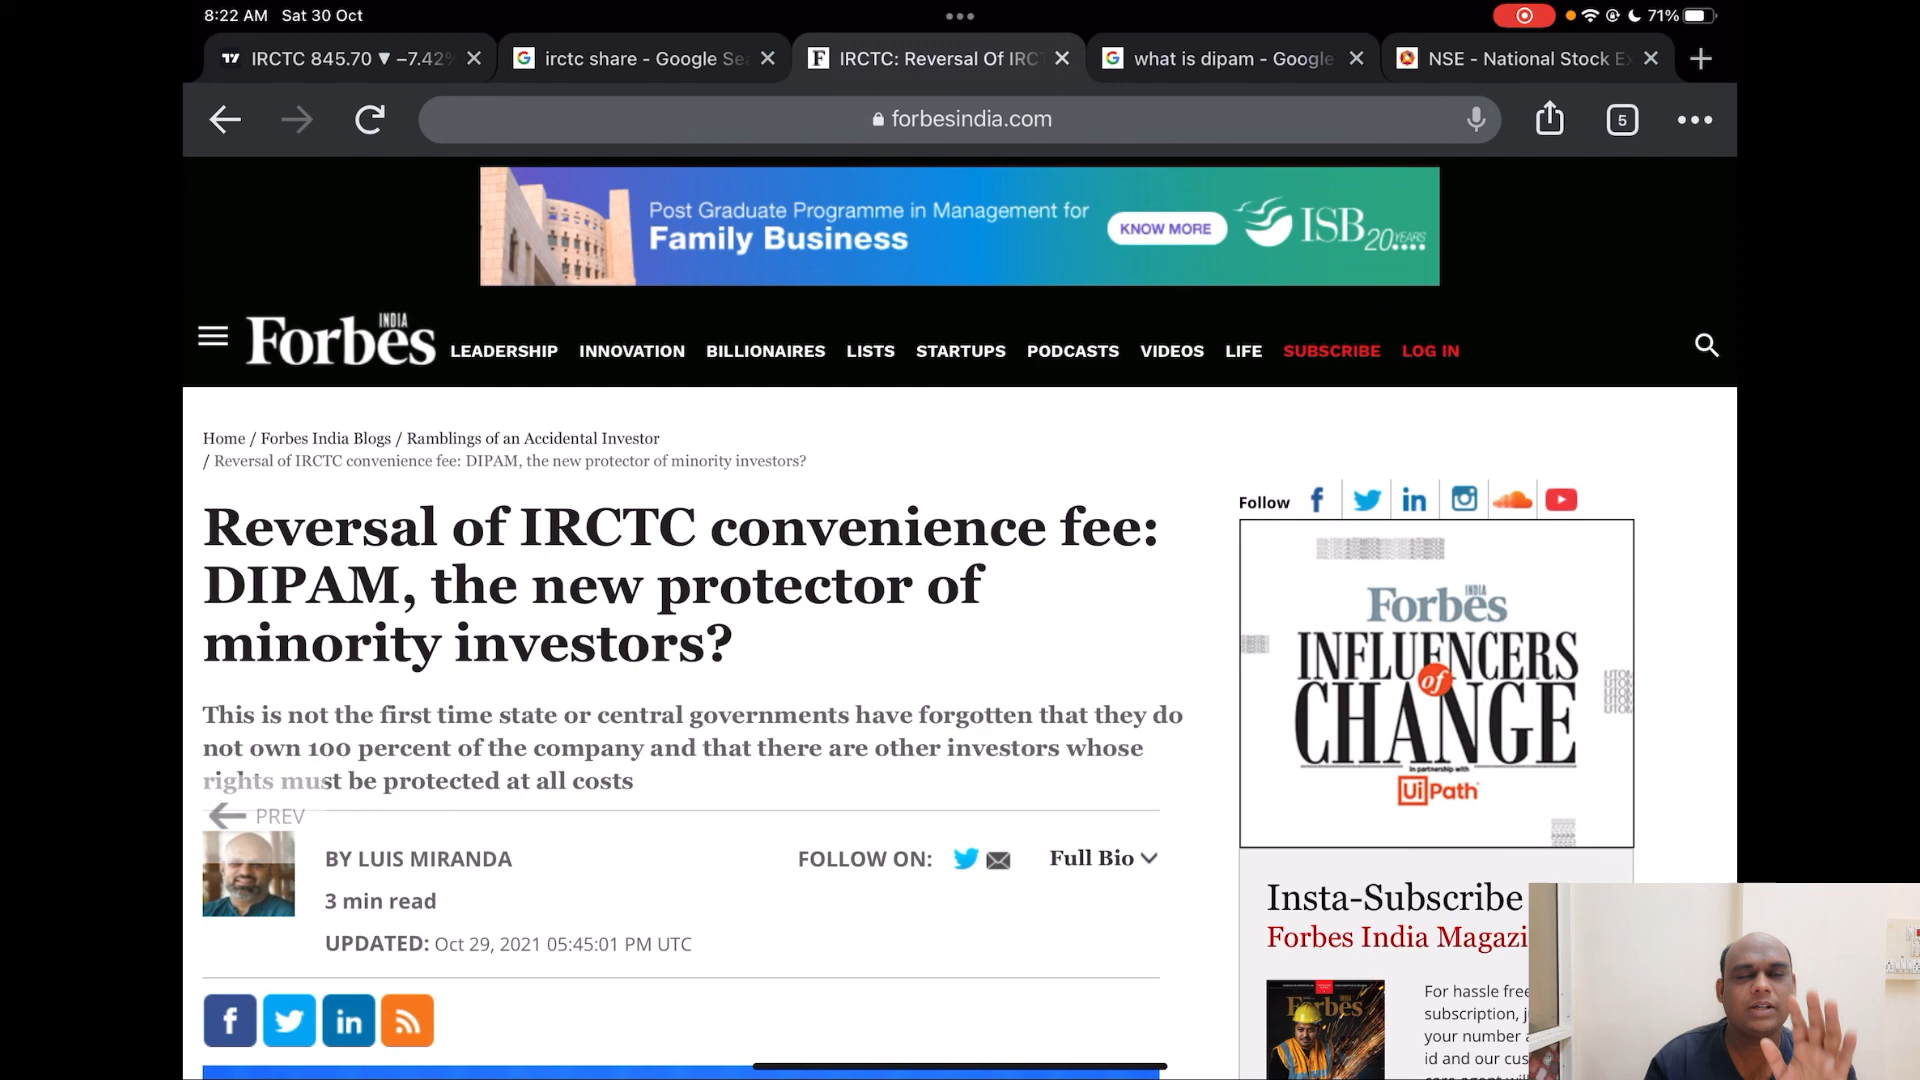 8:22 AM Sat 30 Oct
71%
IRCTC 845.70 ▼ −7.42%
irctc share - Google Se
IRCTC: Reversal Of IRC
what is dipam - Google
NSE - National Stock E
forbesindia.com
5
Post Graduate Programme in Management for
Family Business
KNOW MORE
ISB 20 YEARS
Forbes INDIA
LEADERSHIP INNOVATION BILLIONAIRES LISTS STARTUPS PODCASTS VIDEOS LIFE SUBSCRIBE LOG IN
Home / Forbes India Blogs / Ramblings of an Accidental Investor
/ Reversal of IRCTC convenience fee: DIPAM, the new protector of minority investors?
Reversal of IRCTC convenience fee:
DIPAM, the new protector of
minority investors?
This is not the first time state or central governments have forgotten that they do
not own 100 percent of the company and that there are other investors whose
rights must be protected at all costs
PREV
BY LUIS MIRANDA
FOLLOW ON:
Full Bio
3 min read
UPDATED: Oct 29, 2021 05:45:01 PM UTC
Follow
Forbes INDIA
INFLUENCERS
of
CHANGE
in partnership with
UiPath
Insta-Subscribe
Forbes India Magazi
Forbes
For hassle free
subscription, j
your number
id and our cus